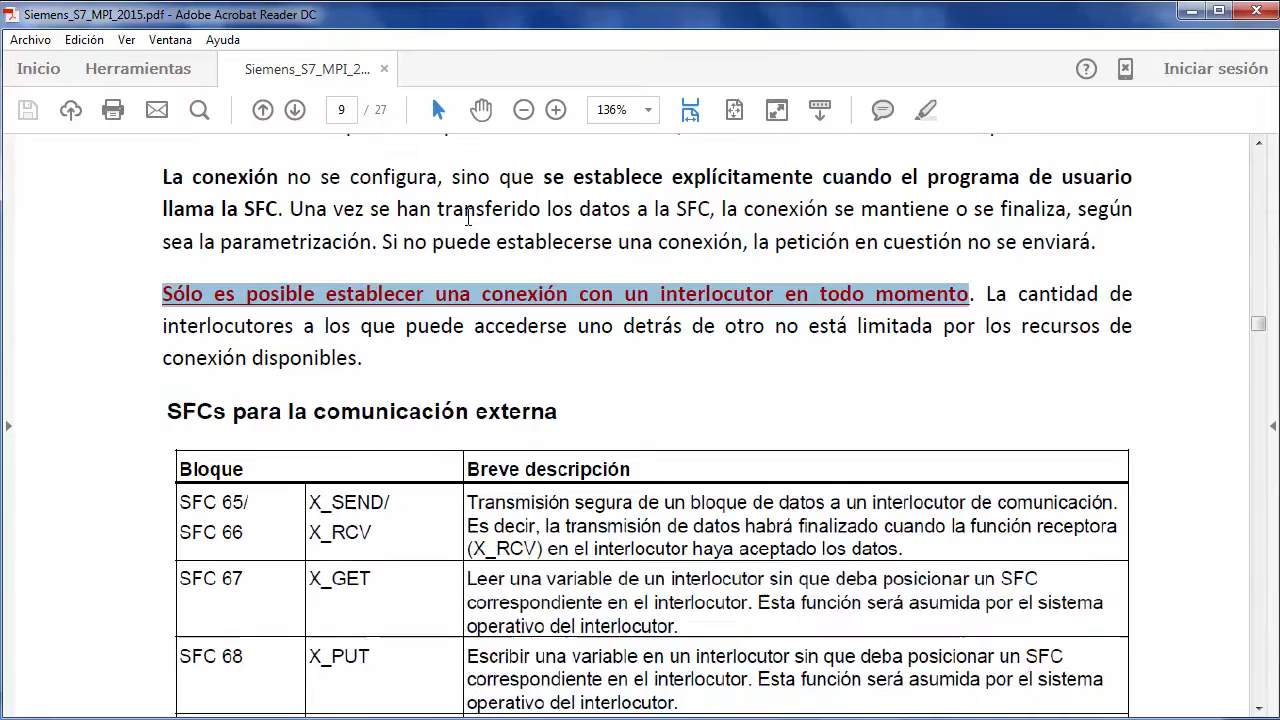 Siemens_S7_MPI_2015.pdf - Adobe Acrobat Reader DC
Archivo Edición Ver Ventana Ayuda
Inicio Herramientas Siemens_S7_MPI_2... × Iniciar sesión
9 / 27 136%
La conexión no se configura, sino que se establece explícitamente cuando el programa de usuario
llama la SFC. Una vez se han transferido los datos a la SFC, la conexión se mantiene o se finaliza, según
sea la parametrización. Si no puede establecerse una conexión, la petición en cuestión no se enviará.
Sólo es posible establecer una conexión con un interlocutor en todo momento. La cantidad de
interlocutores a los que puede accederse uno detrás de otro no está limitada por los recursos de
conexión disponibles.
SFCs para la comunicación externa
Bloque Breve descripción
SFC 65/ X_SEND/ Transmisión segura de un bloque de datos a un interlocutor de comunicación.
SFC 66 X_RCV Es decir, la transmisión de datos habrá finalizado cuando la función receptora
(X_RCV) en el interlocutor haya aceptado los datos.
SFC 67 X_GET Leer una variable de un interlocutor sin que deba posicionar un SFC
correspondiente en el interlocutor. Esta función será asumida por el sistema
operativo del interlocutor.
SFC 68 X_PUT Escribir una variable en un interlocutor sin que deba posicionar un SFC
correspondiente en el interlocutor. Esta función será asumida por el sistema
operativo del interlocutor.